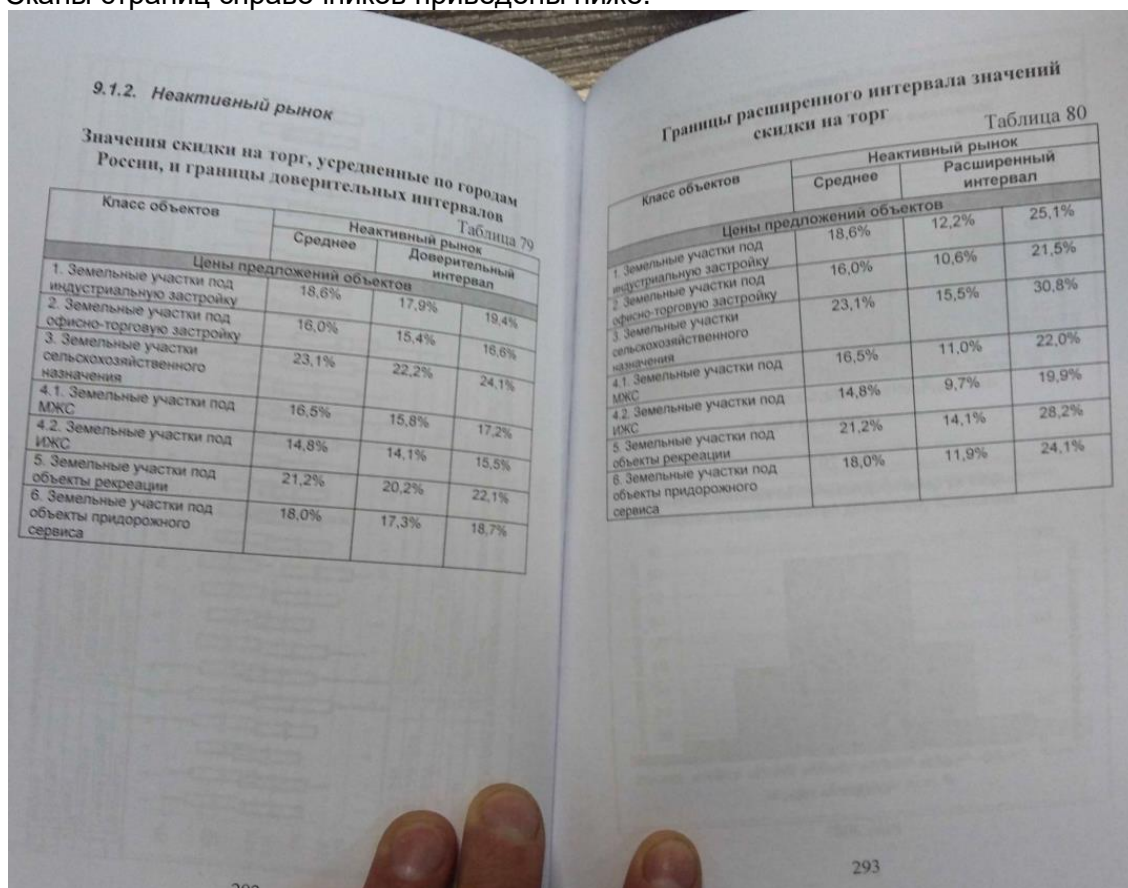 9.1.2. Неактивный рынок
Значения скидки на торг, усредненные по городам
России, и границы доверительных интервалов
Таблица 79
Класс объектов
Неактивный рынок
Среднее
Доверительный
интервал
Цены предложений объектов
1. Земельные участки под
индустриальную застройку
18,6% 17,9% 19,4%
2. Земельные участки под
офисно-торговую застройку
16,0% 15,4% 16,6%
3. Земельные участки
сельскохозяйственного
назначения
23,1% 22,2% 24,1%
4.1. Земельные участки под
МЖС
16,5% 15,8% 17,2%
4.2. Земельные участки под
ИЖС
14,8% 14,1% 15,5%
5. Земельные участки под
объекты рекреации
21,2% 20,2% 22,1%
6. Земельные участки под
объекты придорожного
сервиса
18,0% 17,3% 18,7%
Границы расширенного интервала значений
скидки на торг
Таблица 80
Класс объектов
Неактивный рынок
Среднее
Расширенный
интервал
Цены предложений объектов
1. Земельные участки под
индустриальную застройку
18,6% 12,2% 25,1%
2. Земельные участки под
офисно-торговую застройку
16,0% 10,6% 21,5%
3. Земельные участки
сельскохозяйственного
назначения
23,1% 15,5% 30,8%
4.1. Земельные участки под
МЖС
16,5% 11,0% 22,0%
4.2. Земельные участки под
ИЖС
14,8% 9,7% 19,9%
5. Земельные участки под
объекты рекреации
21,2% 14,1% 28,2%
6. Земельные участки под
объекты придорожного
сервиса
18,0% 11,9% 24,1%
293